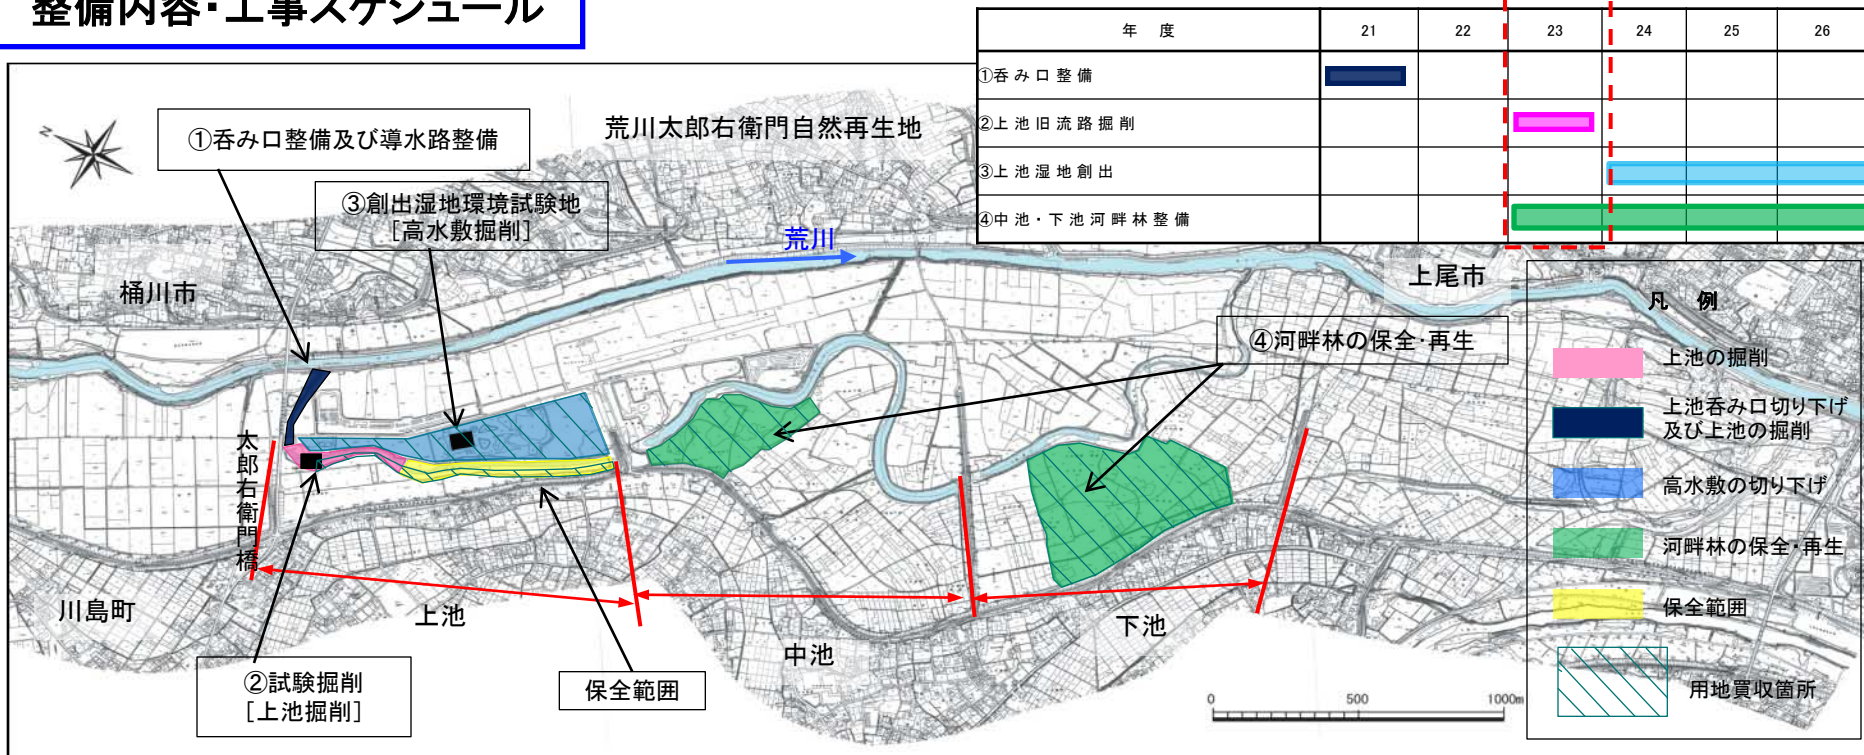 整備内容・工事スケジュール
年 度 21 22 23 24 25 26
①呑み口整備
②上池旧流路掘削
③上池湿地創出
④中池・下池河畔林整備
荒川太郎右衛門自然再生地
①呑み口整備及び導水路整備
③創出湿地環境試験地
[高水敷掘削]
荒川
桶川市
上尾市
④河畔林の保全・再生
太郎右衛門橋
川島町
上池
中池
下池
②試験掘削
[上池掘削]
保全範囲
凡 例
上池の掘削
上池呑み口切り下げ
及び上池の掘削
高水敷の切り下げ
河畔林の保全・再生
保全範囲
用地買収箇所
0 500 1000m
N